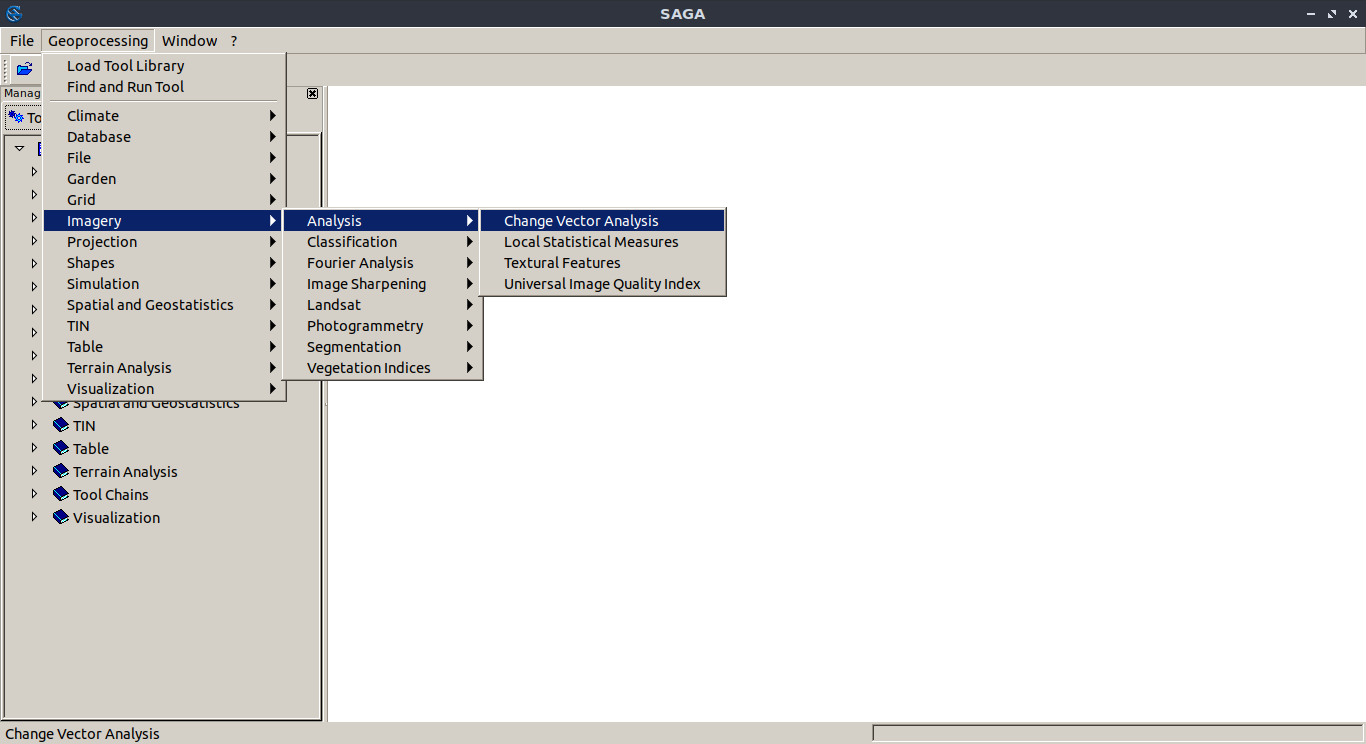 SAGA
File Geoprocessing Window ?
Load Tool Library
Find and Run Tool
Manag
To
Climate
Database
File
Garden
Grid
Imagery
Projection
Shapes
Simulation
Spatial and Geostatistics
TIN
Table
Terrain Analysis
Visualization
Analysis
Classification
Fourier Analysis
Image Sharpening
Landsat
Photogrammetry
Segmentation
Vegetation Indices
Change Vector Analysis
Local Statistical Measures
Textural Features
Universal Image Quality Index
Spatial and Geostatistics
TIN
Table
Terrain Analysis
Tool Chains
Visualization
Change Vector Analysis